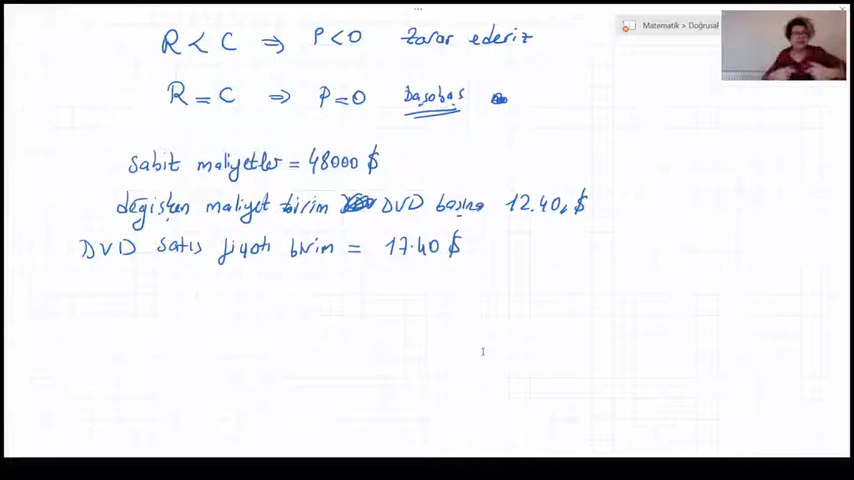 R < C ⇒ P < 0 zarar ederiz
Matematik > Doğrusal
R = C ⇒ P = 0 başabaş
Sabit maliyetler = 48000 $
değişken maliyet birim DVD başına 12.40 $
DVD satış fiyatı birim = 17.40 $